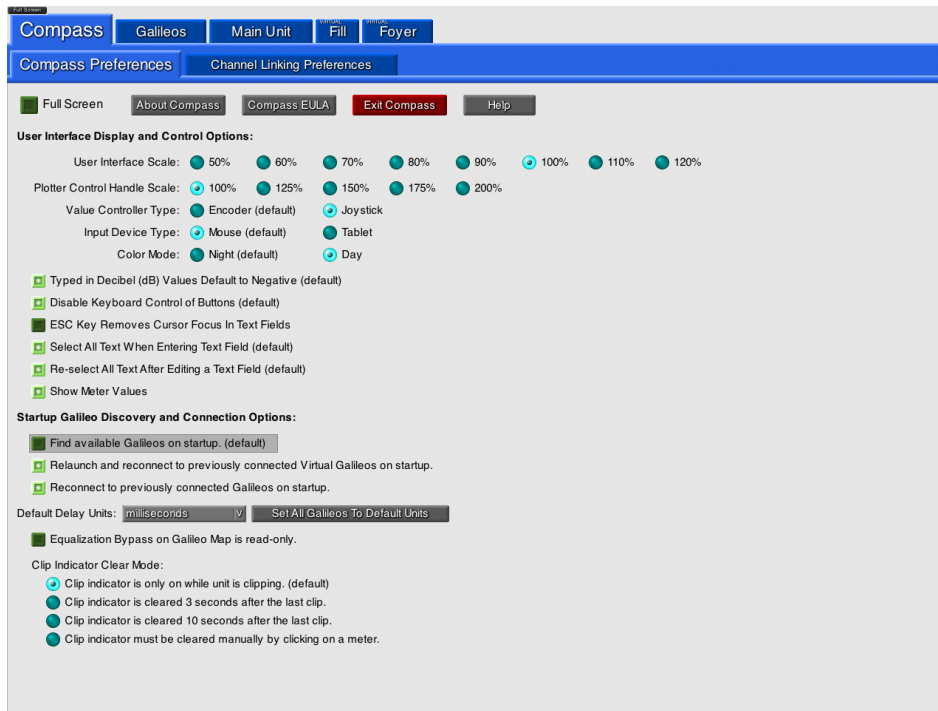 Full Screen
Compass Galileos Main Unit VIRTUAL Fill VIRTUAL Foyer
Compass Preferences Channel Linking Preferences
Full Screen About Compass Compass EULA Exit Compass Help
User Interface Display and Control Options:
User Interface Scale: 50% 60% 70% 80% 90% 100% 110% 120%
Plotter Control Handle Scale: 100% 125% 150% 175% 200%
Value Controller Type: Encoder (default) Joystick
Input Device Type: Mouse (default) Tablet
Color Mode: Night (default) Day
Typed in Decibel (dB) Values Default to Negative (default)
Disable Keyboard Control of Buttons (default)
ESC Key Removes Cursor Focus In Text Fields
Select All Text When Entering Text Field (default)
Re-select All Text After Editing a Text Field (default)
Show Meter Values
Startup Galileo Discovery and Connection Options:
Find available Galileos on startup. (default)
Relaunch and reconnect to previously connected Virtual Galileos on startup.
Reconnect to previously connected Galileos on startup.
Default Delay Units: milliseconds V Set All Galileos To Default Units
Equalization Bypass on Galileo Map is read-only.
Clip Indicator Clear Mode:
Clip indicator is only on while unit is clipping. (default)
Clip indicator is cleared 3 seconds after the last clip.
Clip indicator is cleared 10 seconds after the last clip.
Clip indicator must be cleared manually by clicking on a meter.